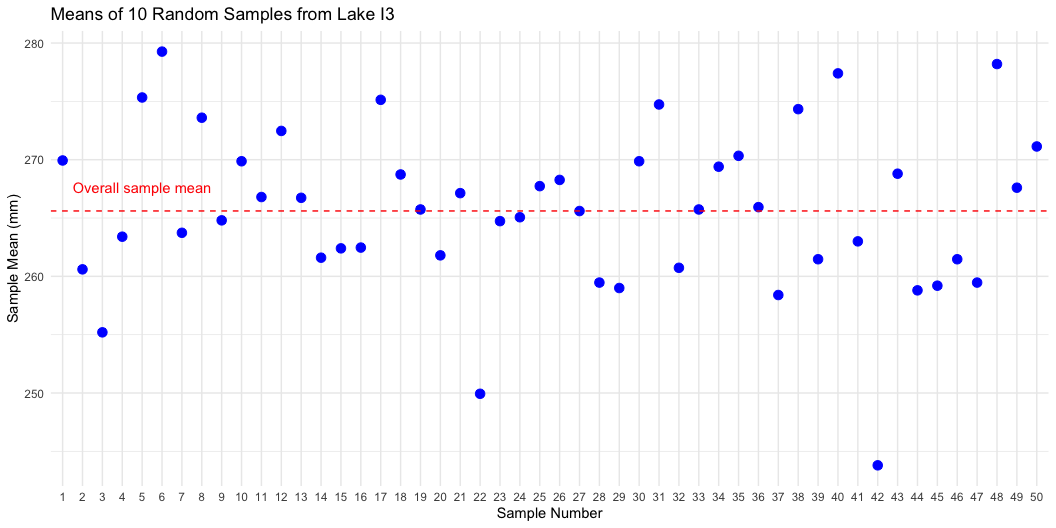 Means of 10 Random Samples from Lake I3
280
270
260
250
Sample Mean (mm)
Overall sample mean
1 2 3 4 5 6 7 8 9 10 11 12 13 14 15 16 17 18 19 20 21 22 23 24 25 26 27 28 29 30 31 32 33 34 35 36 37 38 39 40 41 42 43 44 45 46 47 48 49 50
Sample Number